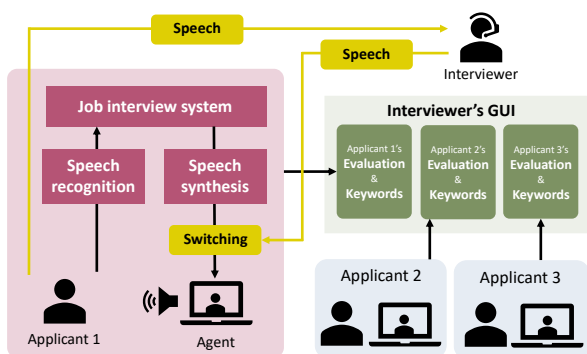 Speech
Speech
Interviewer
Job interview system
Speech
recognition
Speech
synthesis
Switching
Applicant 1
Agent
Interviewer's GUI
Applicant 1's
Evaluation
&
Keywords
Applicant 2's
Evaluation
&
Keywords
Applicant 3's
Evaluation
&
Keywords
Applicant 2
Applicant 3